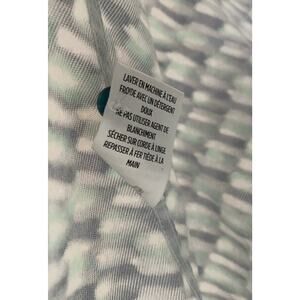 LAVER EN MACHINE À L'EAU
FROTIE AVEC UN DÉTERGENT
DOUX
NE PAS UTILISER AGENT DE
BLANCHIMENT
SÉCHER SUR CORDE À LINGE
REPASSER À FER TIÈDE À LA
MAIN